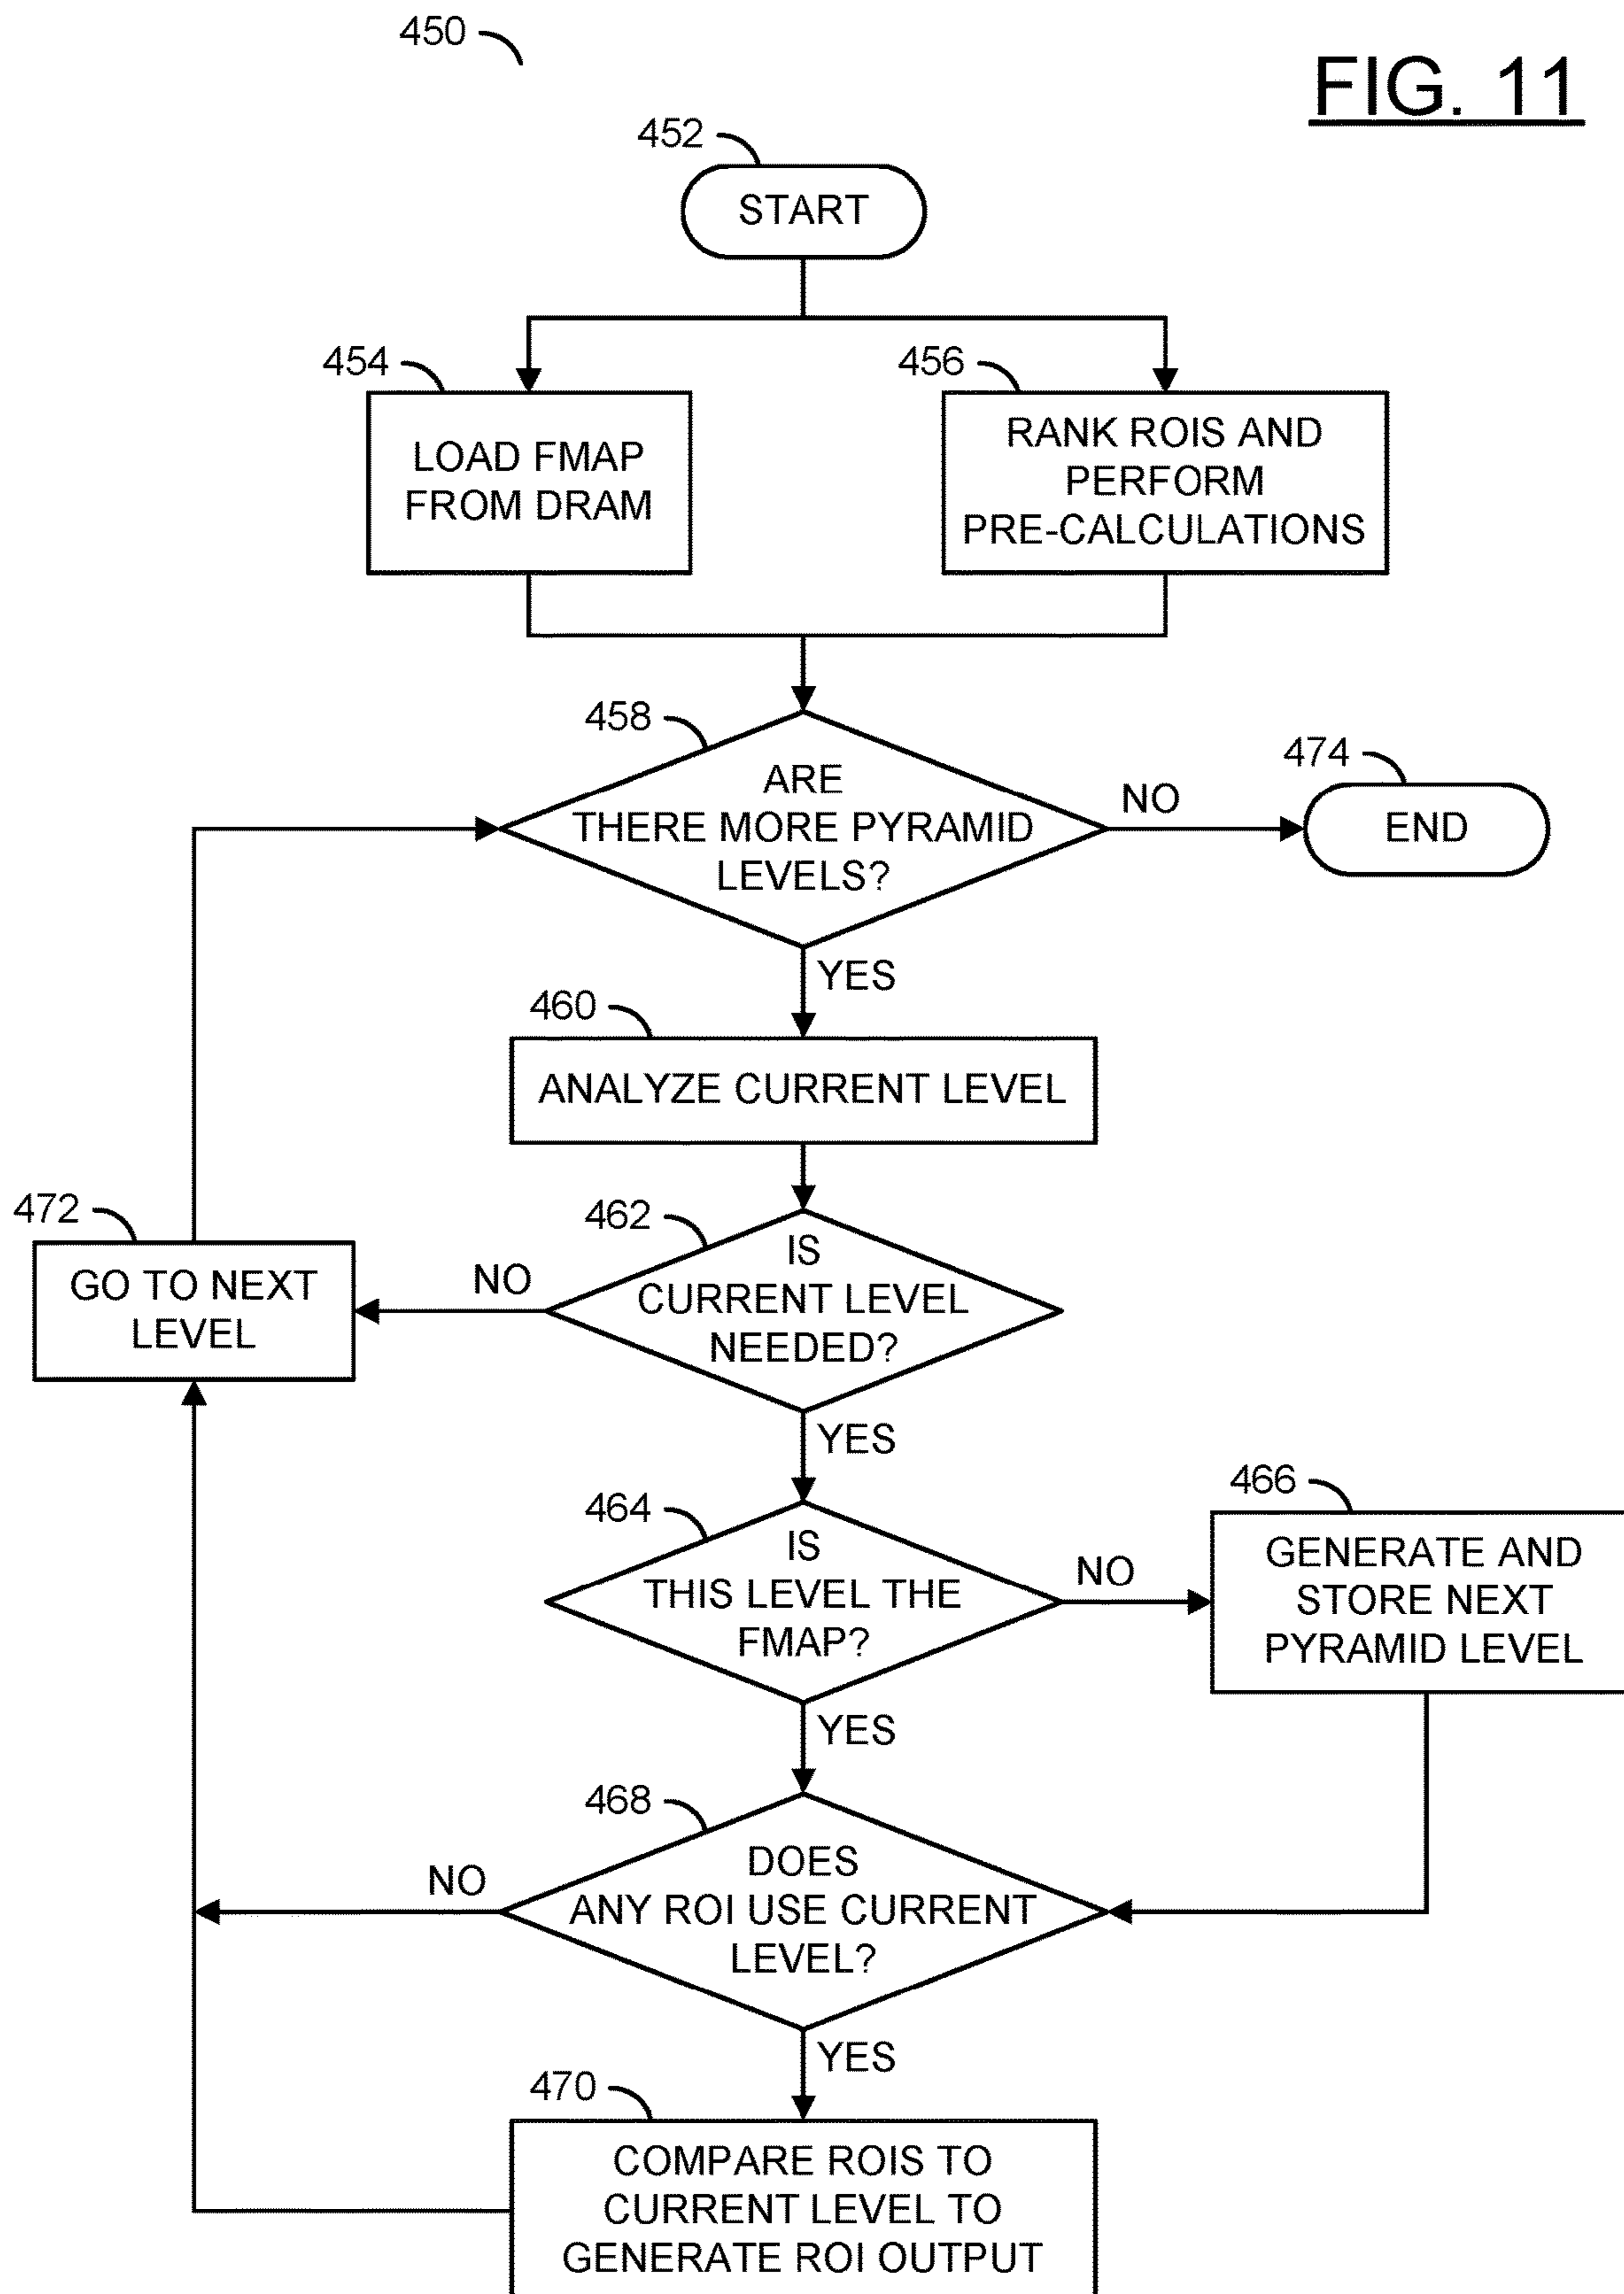 450
FIG. 11
452
START
454
LOAD FMAP
FROM DRAM
456
RANK ROIS AND
PERFORM
PRE-CALCULATIONS
458
ARE
THERE MORE PYRAMID
LEVELS?
NO
474
END
YES
460
ANALYZE CURRENT LEVEL
462
IS
CURRENT LEVEL
NEEDED?
NO
472
GO TO NEXT
LEVEL
YES
464
IS
THIS LEVEL THE
FMAP?
NO
466
GENERATE AND
STORE NEXT
PYRAMID LEVEL
YES
468
DOES
ANY ROI USE CURRENT
LEVEL?
NO
YES
470
COMPARE ROIS TO
CURRENT LEVEL TO
GENERATE ROI OUTPUT